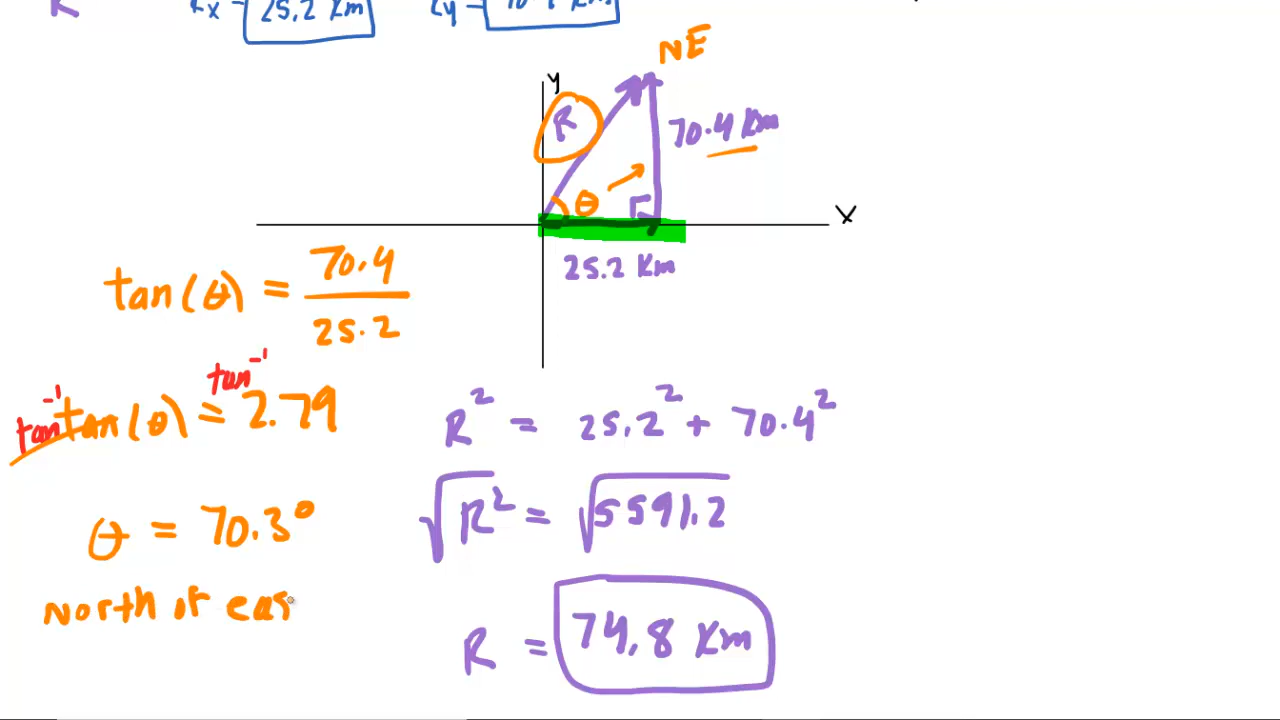 R
Rx = 25.2 Km
Ry =
NE
y
R
70.4 Km
θ
x
25.2 Km
tan(θ) = 70.4 / 25.2
tan⁻¹ tan(θ) = tan⁻¹ 2.79
R² = 25.2² + 70.4²
θ = 70.3°
√R² = √5591.2
North of eas
R = 74.8 Km